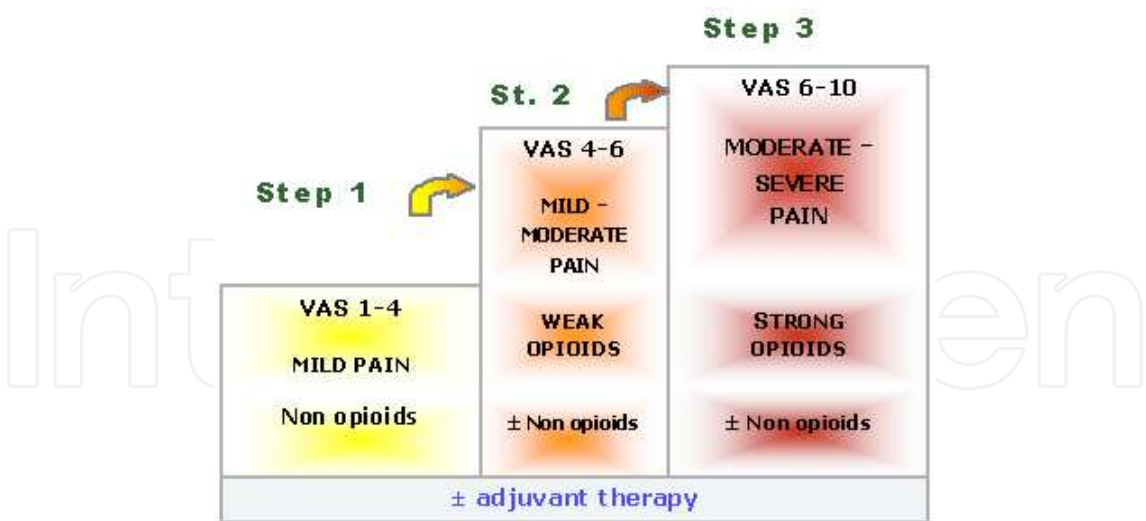 Step 3
St. 2
Step 1
VAS 1-4
MILD PAIN
Non opioids
VAS 4-6
MILD -
MODERATE
PAIN
WEAK
OPIOIDS
± Non opioids
VAS 6-10
MODERATE -
SEVERE
PAIN
STRONG
OPIOIDS
± Non opioids
± adjuvant therapy